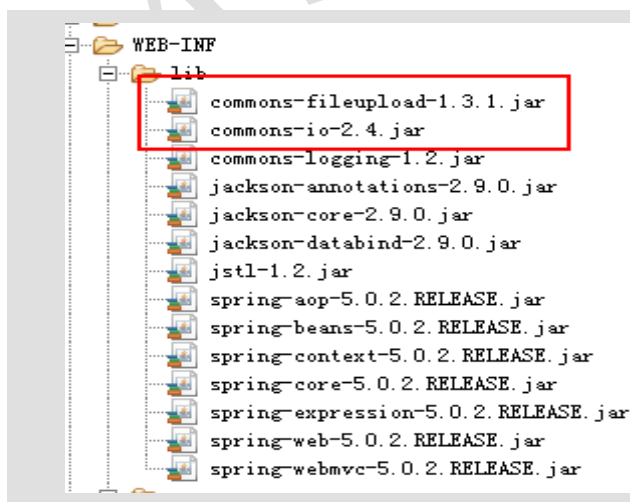 WEB-INF
lib
commons-fileupload-1.3.1.jar
commons-io-2.4.jar
commons-logging-1.2.jar
jackson-annotations-2.9.0.jar
jackson-core-2.9.0.jar
jackson-databind-2.9.0.jar
jstl-1.2.jar
spring-aop-5.0.2.RELEASE.jar
spring-beans-5.0.2.RELEASE.jar
spring-context-5.0.2.RELEASE.jar
spring-core-5.0.2.RELEASE.jar
spring-expression-5.0.2.RELEASE.jar
spring-web-5.0.2.RELEASE.jar
spring-webmvc-5.0.2.RELEASE.jar